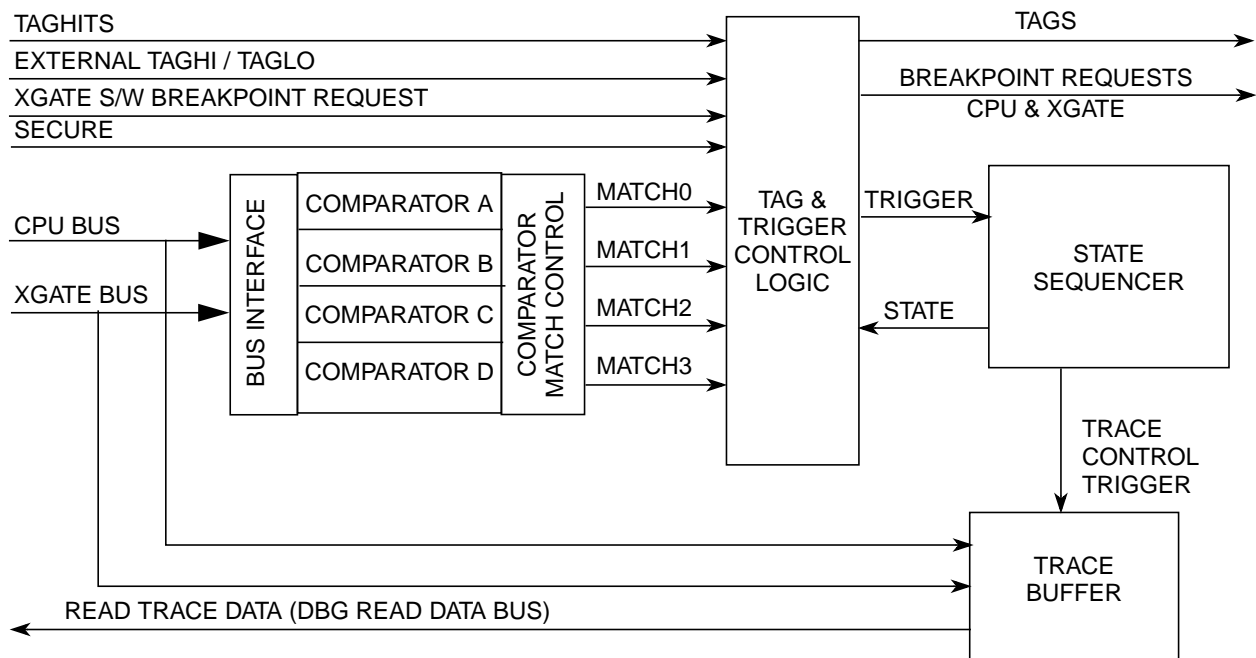 TAGHITS
TAGS
EXTERNAL TAGHI / TAGLO
BREAKPOINT REQUESTS
CPU & XGATE
XGATE S/W BREAKPOINT REQUEST
SECURE
CPU BUS
XGATE BUS
BUS INTERFACE
COMPARATOR A
COMPARATOR B
COMPARATOR C
COMPARATOR D
COMPARATOR
MATCH CONTROL
MATCH0
MATCH1
MATCH2
MATCH3
TAG &
TRIGGER
CONTROL
LOGIC
TRIGGER
STATE
STATE
SEQUENCER
TRACE
CONTROL
TRIGGER
TRACE
BUFFER
READ TRACE DATA (DBG READ DATA BUS)